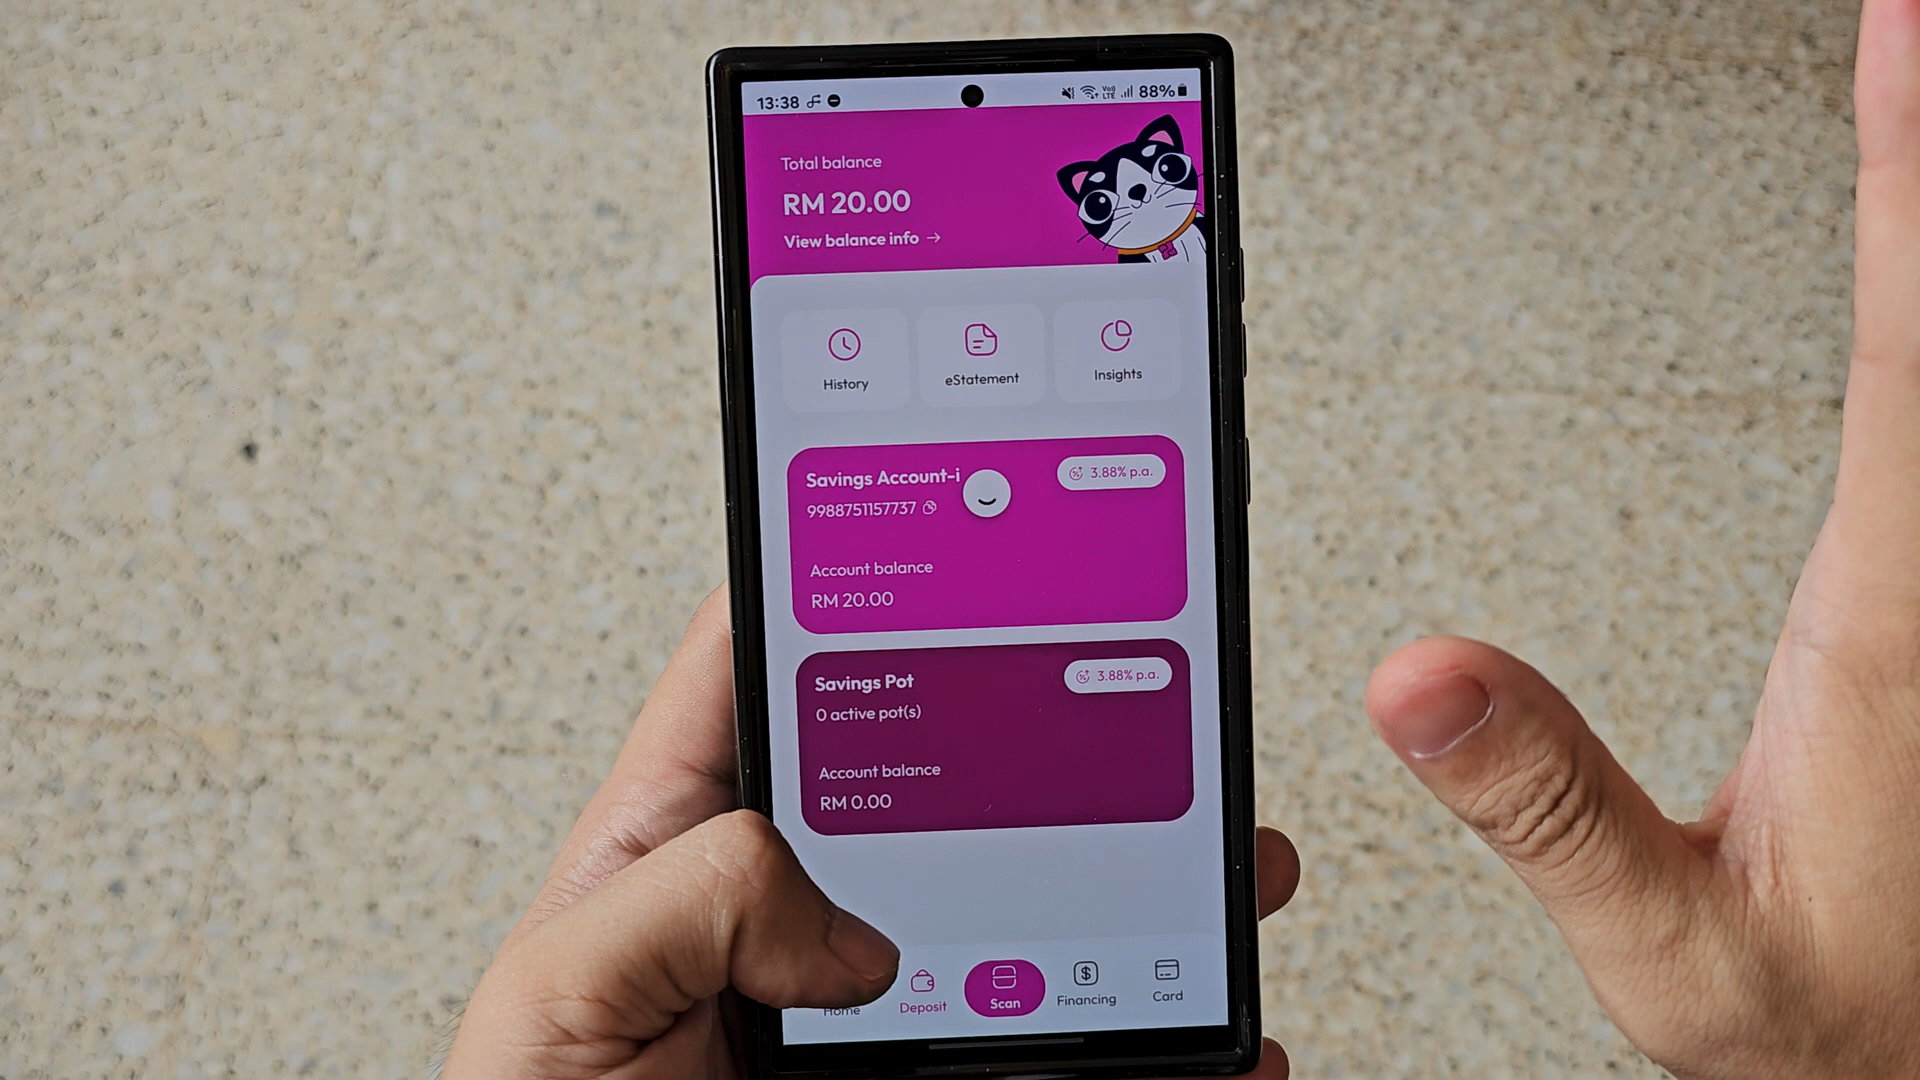 13:38
Vo))
LTE
88%
Total balance
RM 20.00
View balance info →
History
eStatement
Insights
Savings Account-i
3.88% p.a.
9988751157737
Account balance
RM 20.00
Savings Pot
3.88% p.a.
0 active pot(s)
Account balance
RM 0.00
Home
Deposit
Scan
Financing
Card